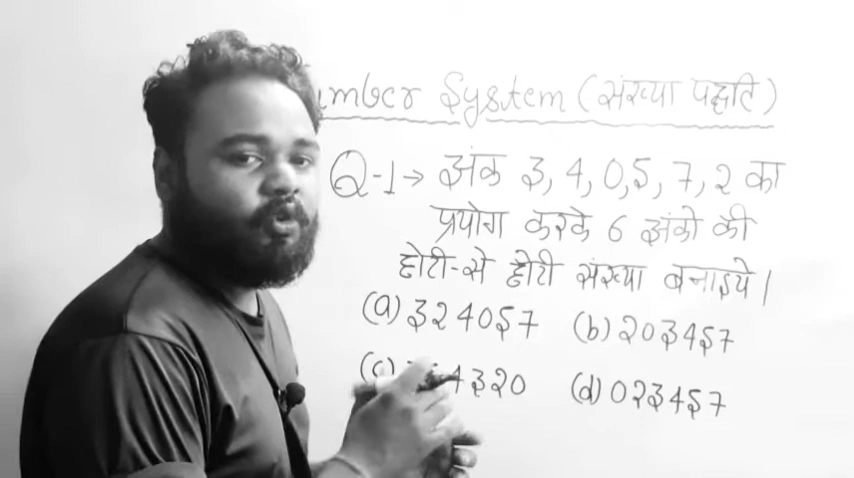 mber System (संख्या पद्धति)
Q-1→ अंक 3, 4, 0, 5, 7, 2 का
प्रयोग करके 6 अंको की
छोटी-से छोटी संख्या बनाइये।
(a) 324057 (b) 203457
(c) 4320 (d) 023457